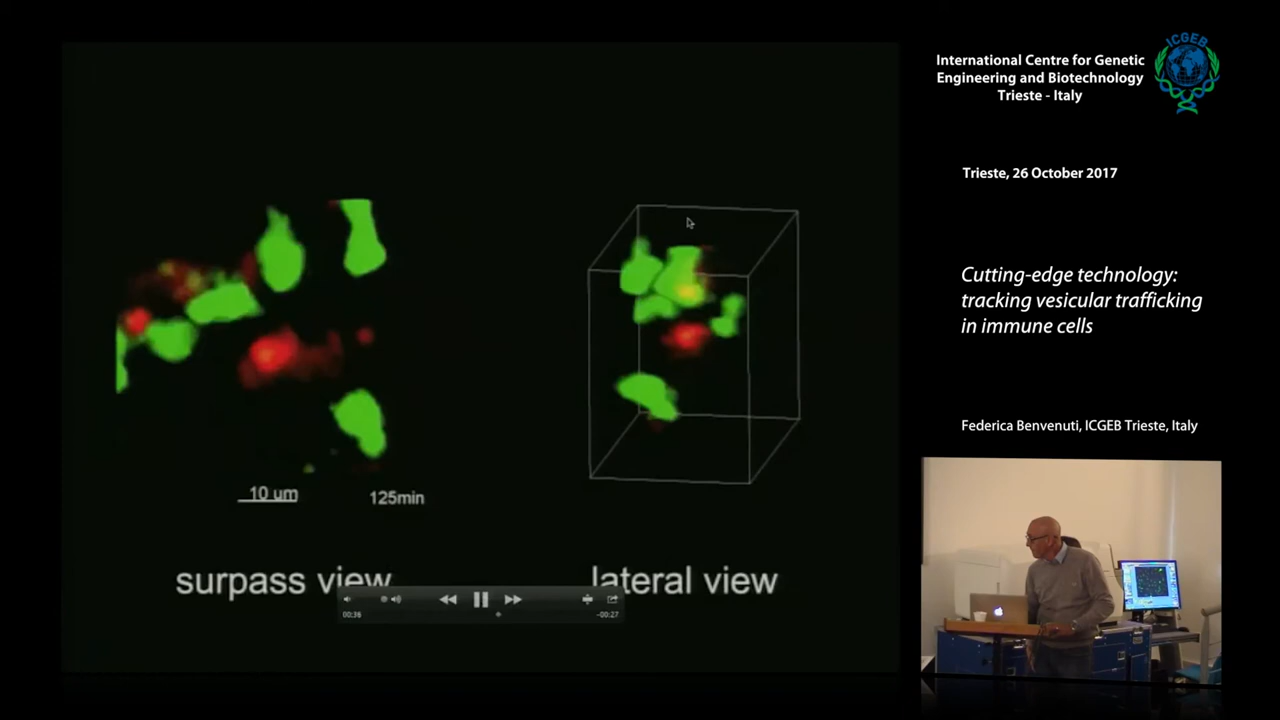 ICGEB
International Centre for Genetic
Engineering and Biotechnology
Trieste - Italy
Trieste, 26 October 2017
Cutting-edge technology:
tracking vesicular trafficking
in immune cells
Federica Benvenuti, ICGEB Trieste, Italy
10 um
125min
surpass view
lateral view
00:36
-00:27